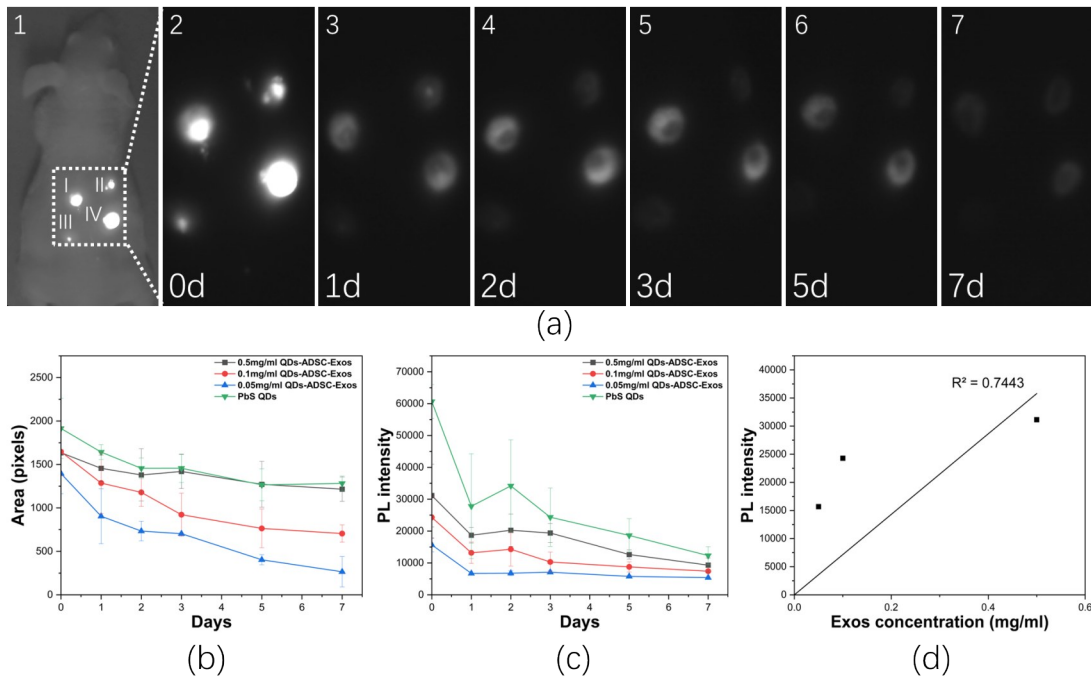 1
2
3
4
5
6
7
I
II
III
IV
0d
1d
2d
3d
5d
7d
(a)
0.5mg/ml QDs-ADSC-Exos
0.1mg/ml QDs-ADSC-Exos
0.05mg/ml QDs-ADSC-Exos
PbS QDs
Area (pixels)
2500
2000
1500
1000
500
0
0 1 2 3 4 5 6 7
Days
(b)
0.5mg/ml QDs-ADSC-Exos
0.1mg/ml QDs-ADSC-Exos
0.05mg/ml QDs-ADSC-Exos
PbS QDs
PL intensity
70000
60000
50000
40000
30000
20000
10000
0
0 1 2 3 4 5 6 7
Days
(c)
R² = 0.7443
PL intensity
40000
35000
30000
25000
20000
15000
10000
5000
0
0.0 0.2 0.4 0.6
Exos concentration (mg/ml)
(d)